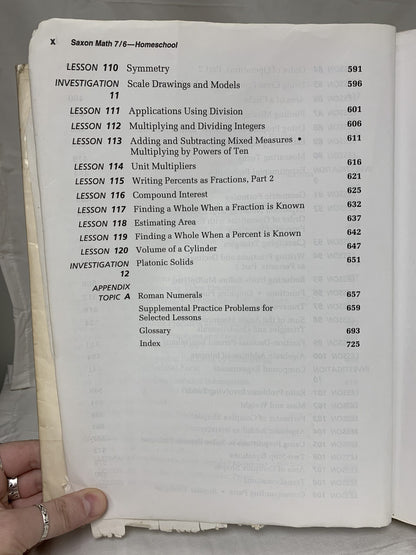 X Saxon Math 7/6—Homeschool
LESSON 110 Symmetry 591
INVESTIGATION 11 Scale Drawings and Models 596
LESSON 111 Applications Using Division 601
LESSON 112 Multiplying and Dividing Integers 606
LESSON 113 Adding and Subtracting Mixed Measures • 611
Multiplying by Powers of Ten
LESSON 114 Unit Multipliers 616
LESSON 115 Writing Percents as Fractions, Part 2 621
LESSON 116 Compound Interest 625
LESSON 117 Finding a Whole When a Fraction is Known 632
LESSON 118 Estimating Area 637
LESSON 119 Finding a Whole When a Percent is Known 642
LESSON 120 Volume of a Cylinder 647
INVESTIGATION 12 Platonic Solids 651
APPENDIX
TOPIC A Roman Numerals 657
Supplemental Practice Problems for 659
Selected Lessons
Glossary 693
Index 725